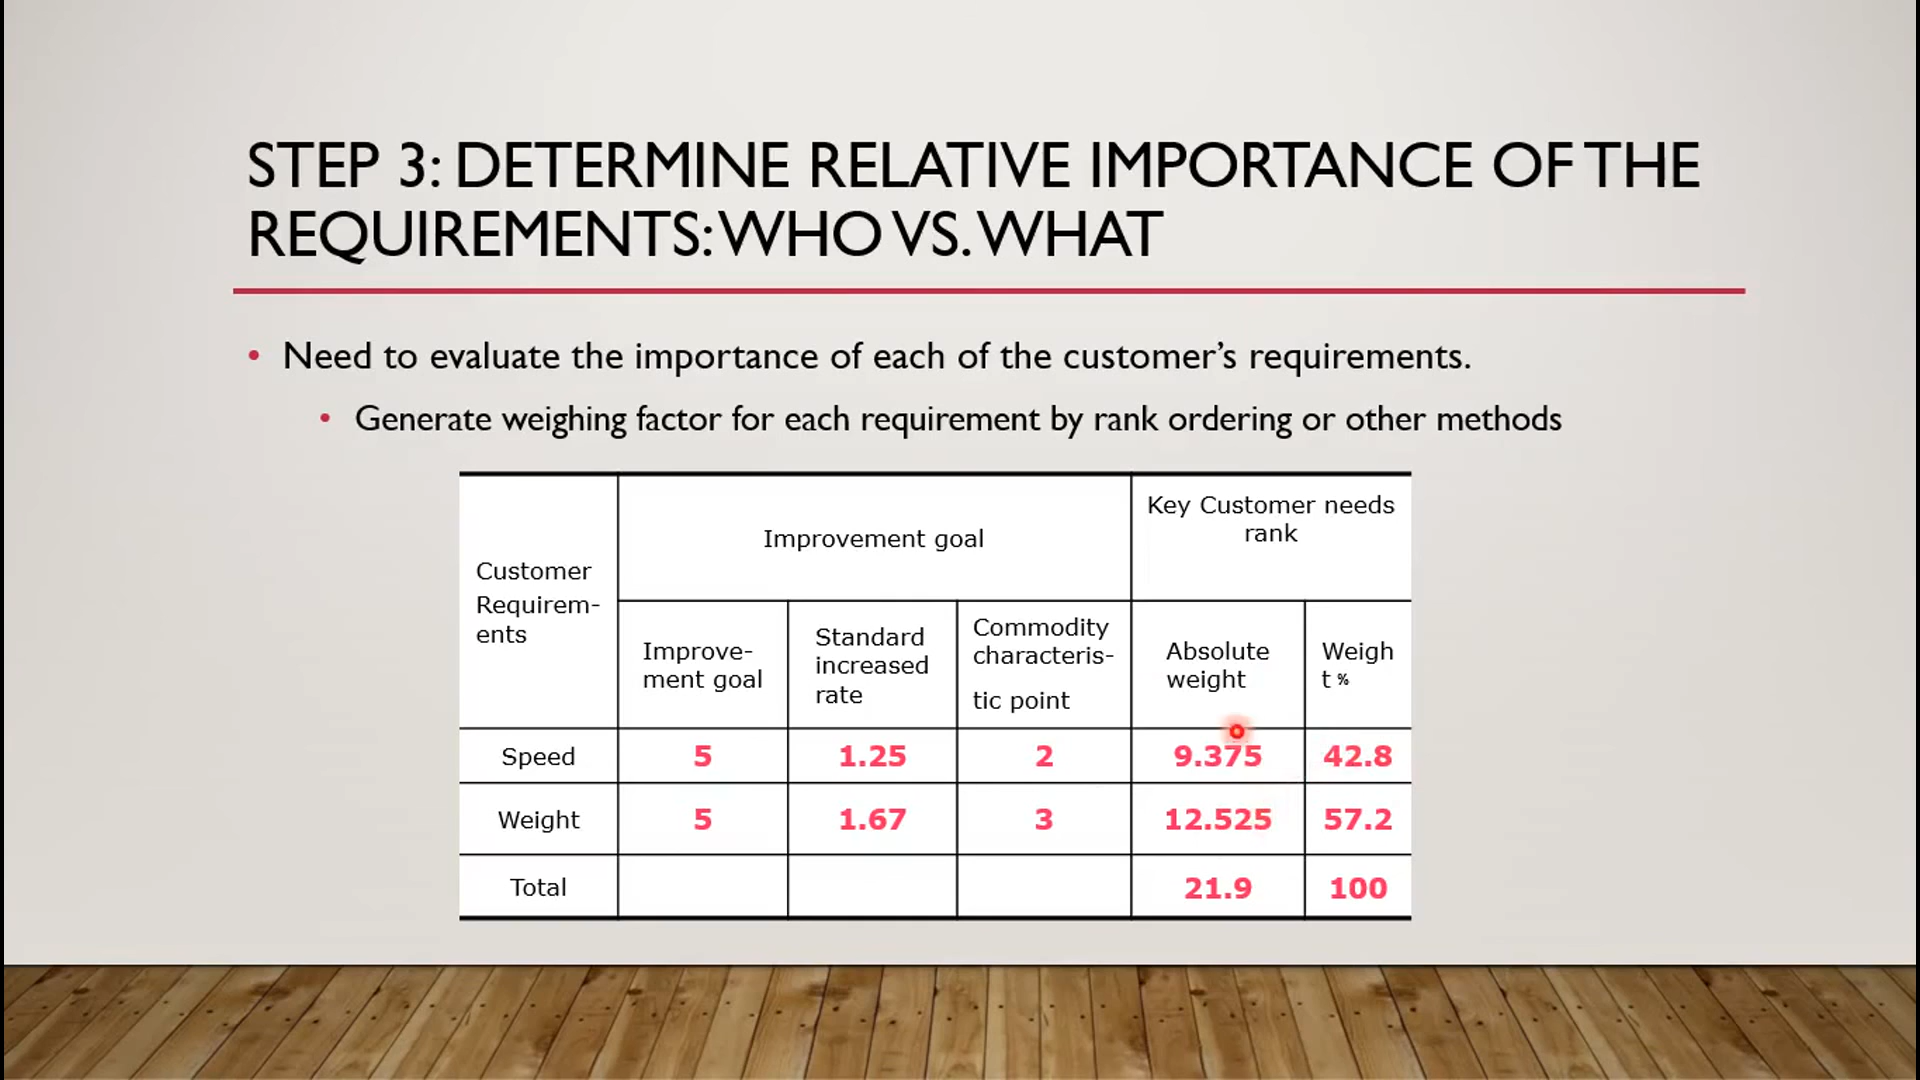 STEP 3: DETERMINE RELATIVE IMPORTANCE OF THE
REQUIREMENTS: WHO VS. WHAT
• Need to evaluate the importance of each of the customer's requirements.
• Generate weighing factor for each requirement by rank ordering or other methods
Customer
Requirem-
ents
Improvement goal
Key Customer needs
rank
Improve-
ment goal
Standard
increased
rate
Commodity
characteris-
tic point
Absolute
weight
Weigh
t %
Speed 5 1.25 2 9.375 42.8
Weight 5 1.67 3 12.525 57.2
Total 21.9 100